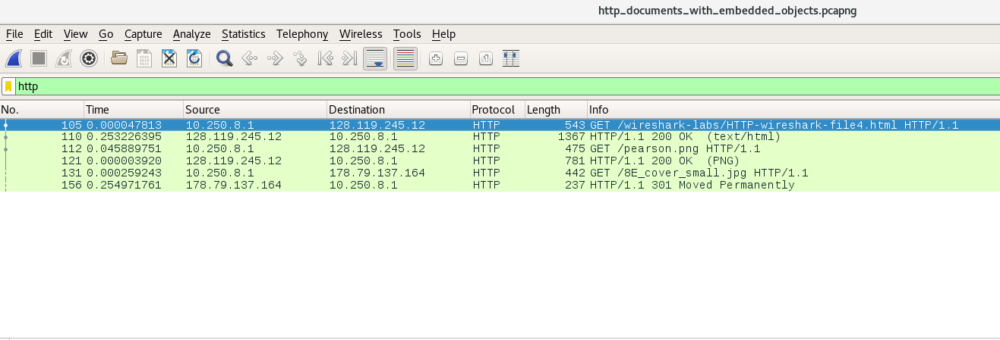 http_documents_with_embedded_objects.pcapng
File Edit View Go Capture Analyze Statistics Telephony Wireless Tools Help
http
No. Time Source Destination Protocol Length Info
105 0.000047813 10.250.8.1 128.119.245.12 HTTP 543 GET /wireshark-labs/HTTP-wireshark-file4.html HTTP/1.1
110 0.253226395 128.119.245.12 10.250.8.1 HTTP 1367 HTTP/1.1 200 OK (text/html)
112 0.045889751 10.250.8.1 128.119.245.12 HTTP 475 GET /pearson.png HTTP/1.1
121 0.000003920 128.119.245.12 10.250.8.1 HTTP 781 HTTP/1.1 200 OK (PNG)
131 0.000259243 10.250.8.1 178.79.137.164 HTTP 442 GET /8E_cover_small.jpg HTTP/1.1
156 0.254971761 178.79.137.164 10.250.8.1 HTTP 237 HTTP/1.1 301 Moved Permanently